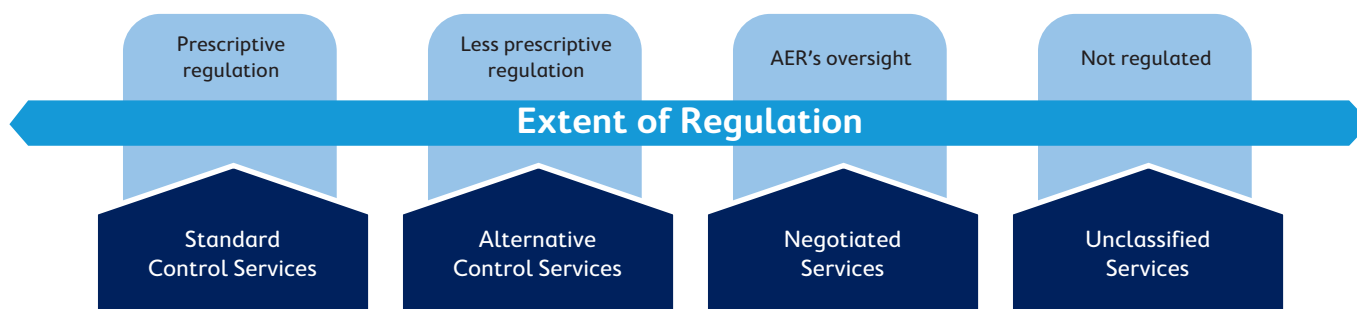 Prescriptive
regulation
Less prescriptive
regulation
AER's oversight
Not regulated
Extent of Regulation
Standard
Control Services
Alternative
Control Services
Negotiated
Services
Unclassified
Services